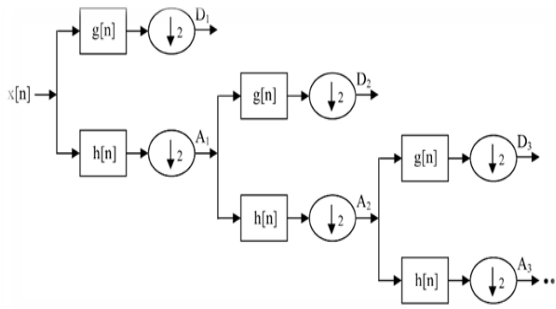 g[n] 2 D₁
x[n]
h[n] 2 A₁
g[n] 2 D₂
h[n] 2 A₂
g[n] 2 D₃
h[n] 2 A₃ ••